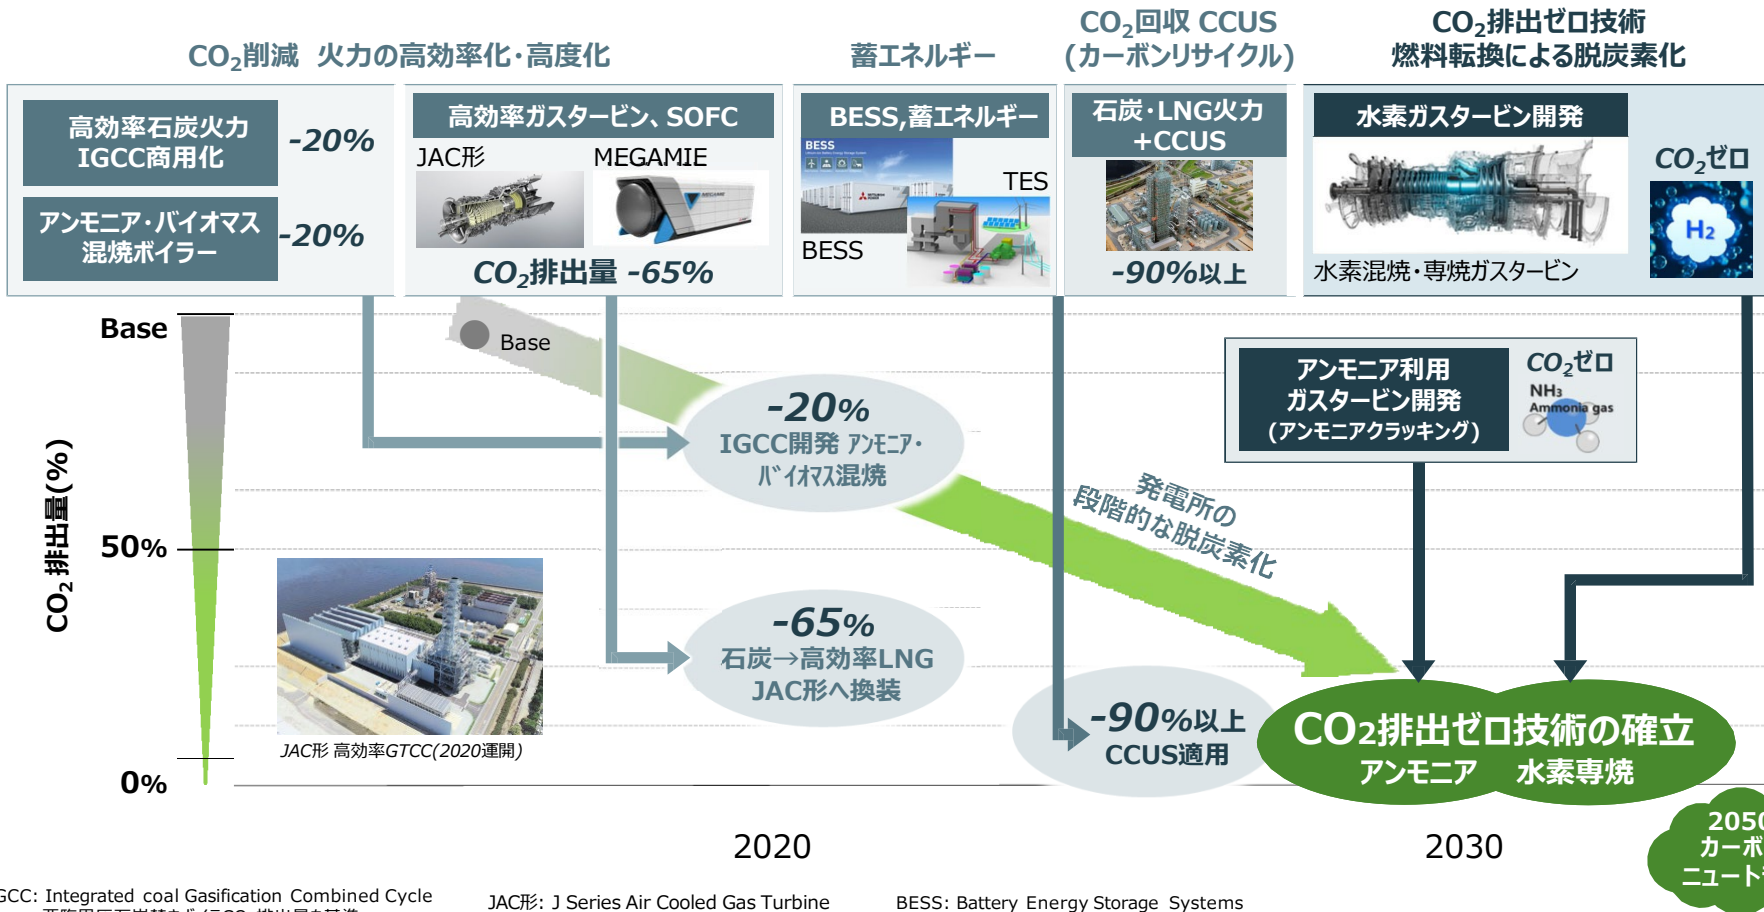 CO₂削減 火力の高効率化・高度化
蓄エネルギー
CO₂回収 CCUS
(カーボンリサイクル)
CO₂排出ゼロ技術
燃料転換による脱炭素化
高効率石炭火力
IGCC商用化
-20%
アンモニア・バイオマス
混焼ボイラー
-20%
高効率ガスタービン、SOFC
JAC形
MEGAMIE
CO₂排出量 -65%
BESS,蓄エネルギー
BESS
TES
BESS
石炭・LNG火力
+CCUS
-90%以上
水素ガスタービン開発
CO₂ゼロ
H₂
水素混焼・専焼ガスタービン
Base
Base
アンモニア利用
ガスタービン開発
(アンモニアクラッキング)
CO₂ゼロ
NH₃
Ammonia gas
-20%
IGCC開発 ｱﾝﾓﾆｱ・
ﾊﾞｲｵﾏｽ混焼
発電所の
段階的な脱炭素化
CO₂ 排出量(%)
50%
-65%
石炭→高効率LNG
JAC形へ換装
JAC形 高効率GTCC(2020運開)
-90%以上
CCUS適用
CO2排出ゼロ技術の確立
アンモニア 水素専焼
0%
2020
2030
2050
カーボ
ニュート
GCC: Integrated coal Gasification Combined Cycle
JAC形: J Series Air Cooled Gas Turbine
BESS: Battery Energy Storage Systems